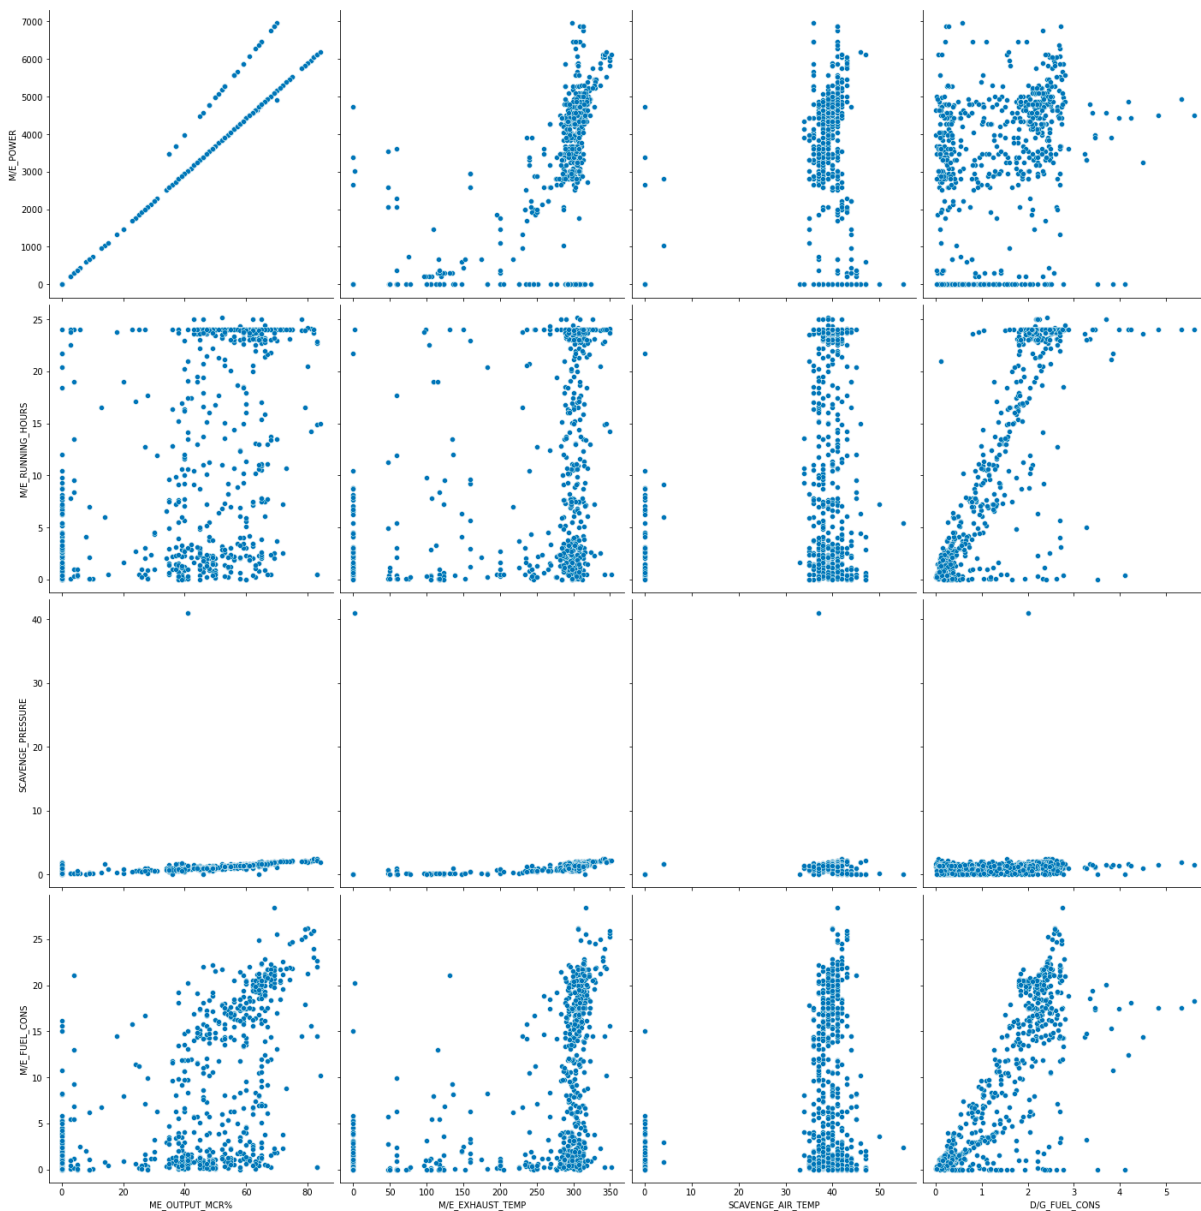 7000
6000
5000
4000
3000
2000
1000
0
M/E_POWER
25
20
15
10
5
0
M/E_RUNNING_HOURS
40
30
20
10
0
SCAVENGE_PRESSURE
25
20
15
10
5
0
M/E_FUEL_CONS
0 20 40 60 80
ME_OUTPUT_MCR%
0 50 100 150 200 250 300 350
M/E_EXHAUST_TEMP
0 10 20 30 40 50
SCAVENGE_AIR_TEMP
0 1 2 3 4 5
D/G_FUEL_CONS